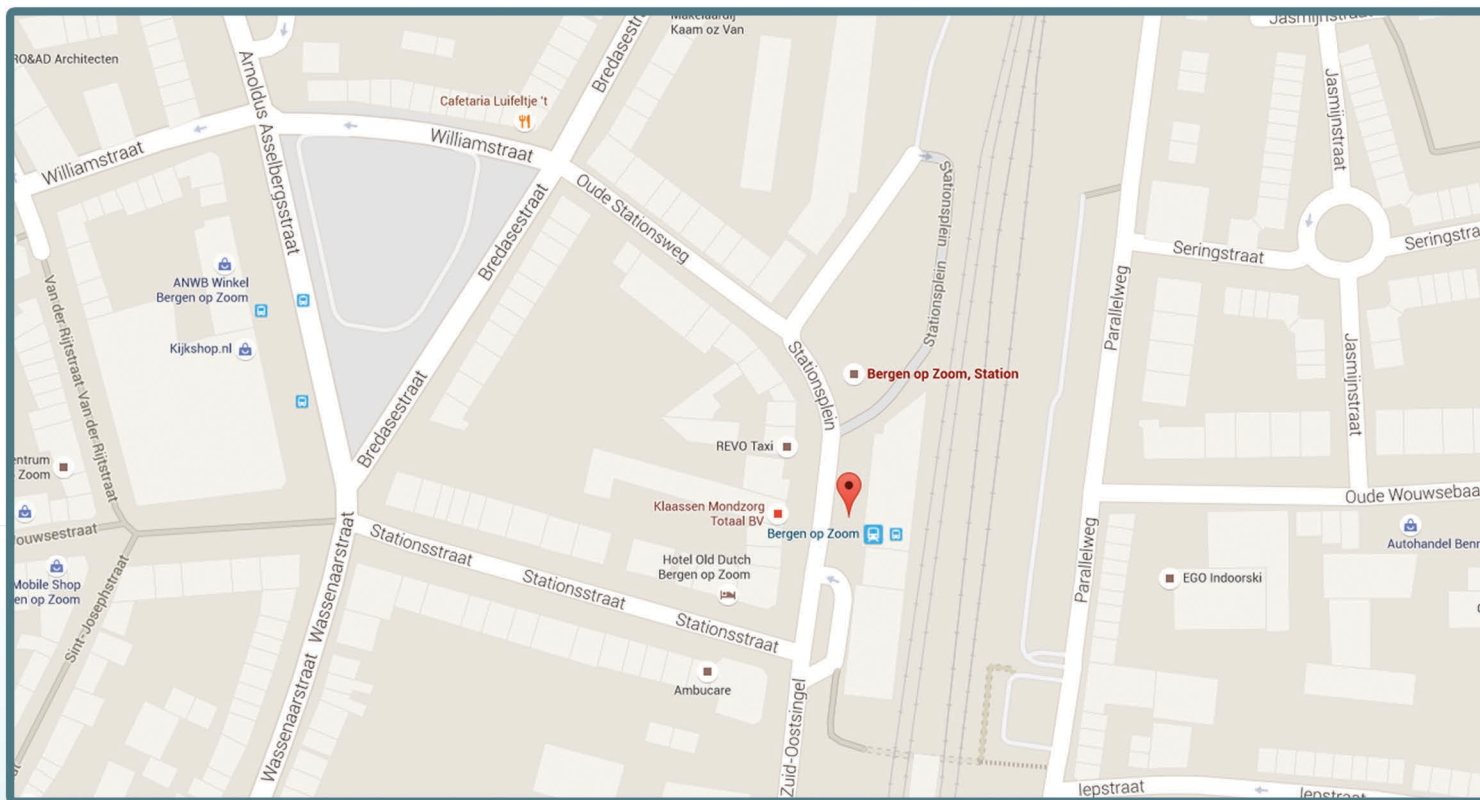 Jasmijnstraat
Makelaardij
Kaam oz Van
RO&AD Architecten
Arnoldus Asselbergsstraat
Bredasestr
Jasmijnstraat
Cafetaria Luifeltje 't
Williamstraat
Williamstraat
Oude Stationsweg
Stationsplein
Stationsplein
Bredasestraat
Seringstraat
Seringstra
ANWB Winkel
Bergen op Zoom
Kijkshop.nl
Van der Rijtstraat
Van der Rijtstraat
Parallelweg
Jasmijnstraat
Stationsplein
Bergen op Zoom, Station
Bredasestraat
REVO Taxi
entrum
Zoom
Klaassen Mondzorg
Totaal BV
Bergen op Zoom
Oude Wouwsebaa
Autohandel Benn
ouwsestraat
Stationsstraat
Stationsstraat
Stationsstraat
Hotel Old Dutch
Bergen op Zoom
Parallelweg
EGO Indoorski
Mobile Shop
en op Zoom
Sint-Josephstraat
Wassenaarstraat
Wassenaarstraat
Ambucare
Zuid-Oostsingel
Iepstraat
Iepstraat